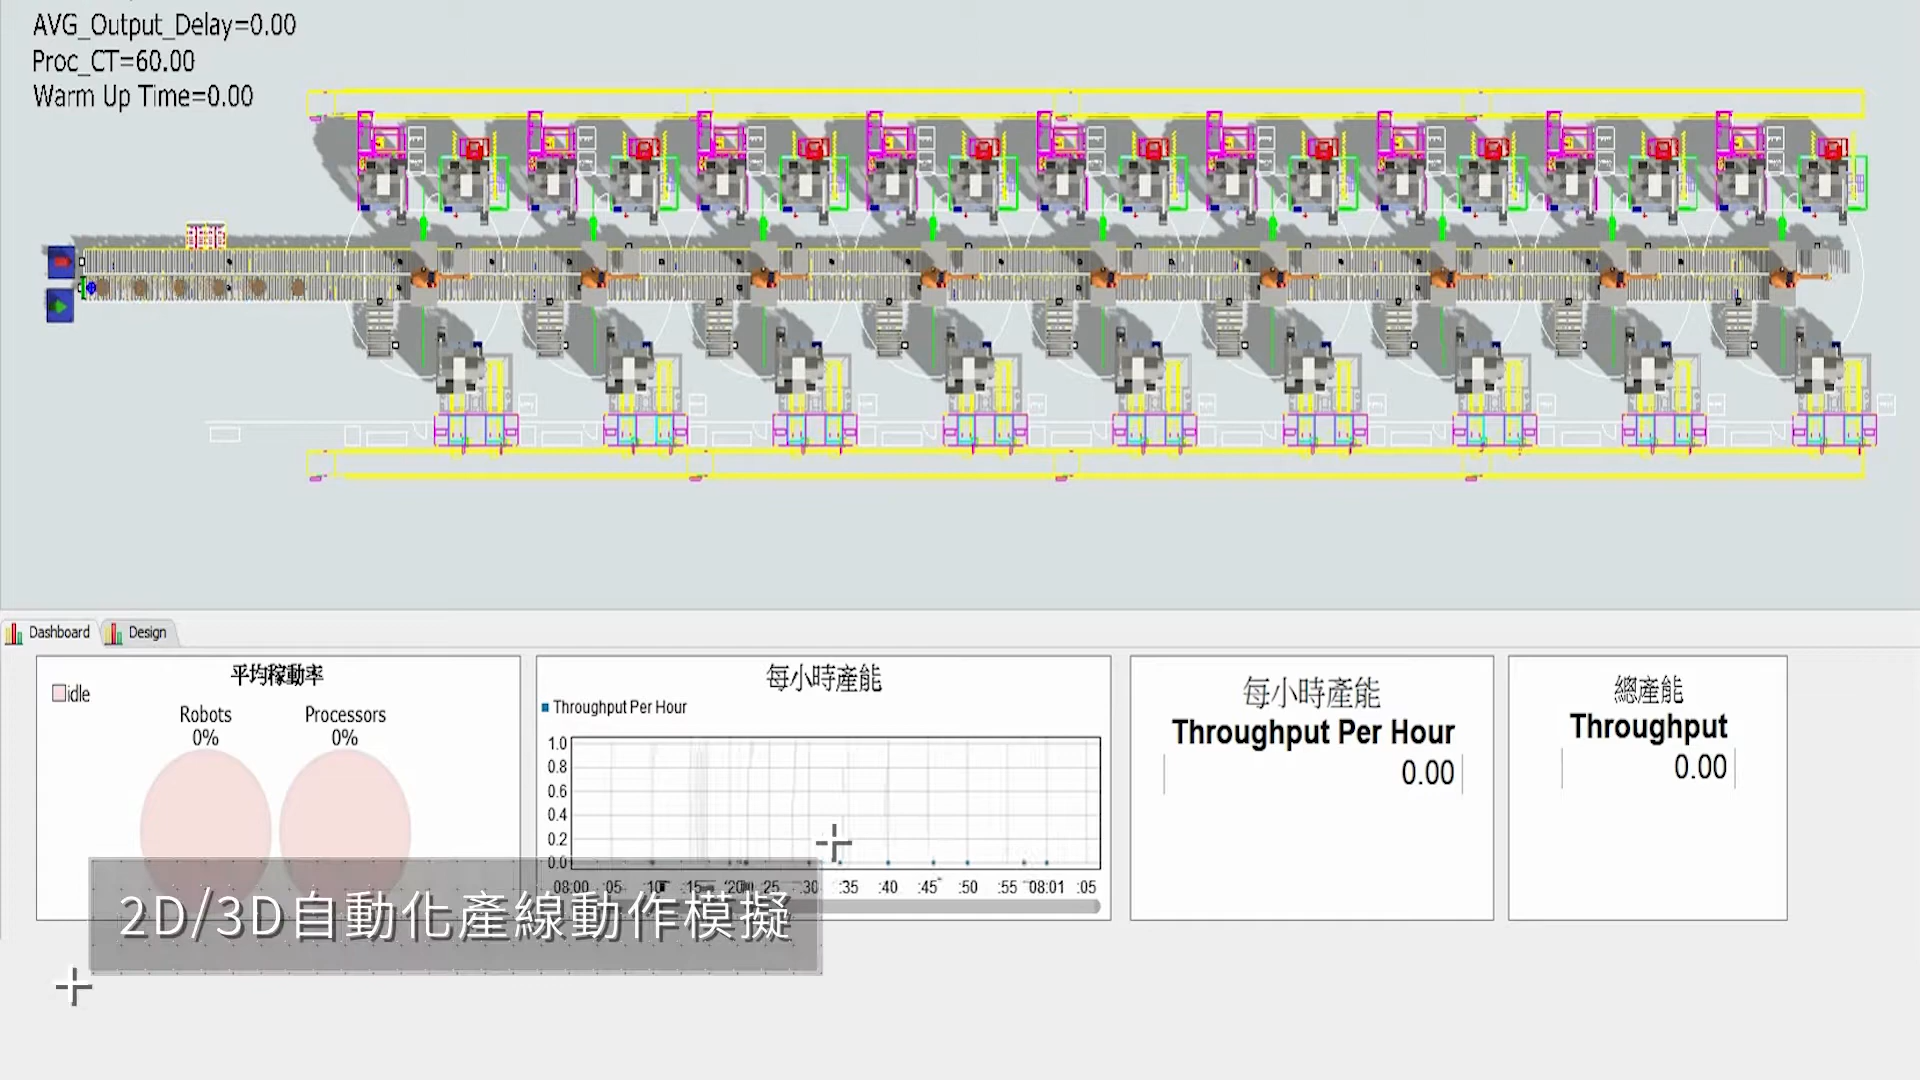 AVG_Output_Delay=0.00
Proc_CT=60.00
Warm Up Time=0.00
Dashboard
Design
平均稼動率
idle
Robots
0%
Processors
0%
每小時產能
Throughput Per Hour
1.0
0.8
0.6
0.4
0.2
0.0
08:00 :05 :10 :15 :20 :25 :30 :35 :40 :45 :50 :55 08:01 :05
每小時產能
Throughput Per Hour
0.00
總產能
Throughput
0.00
2D/3D自動化產線動作模擬